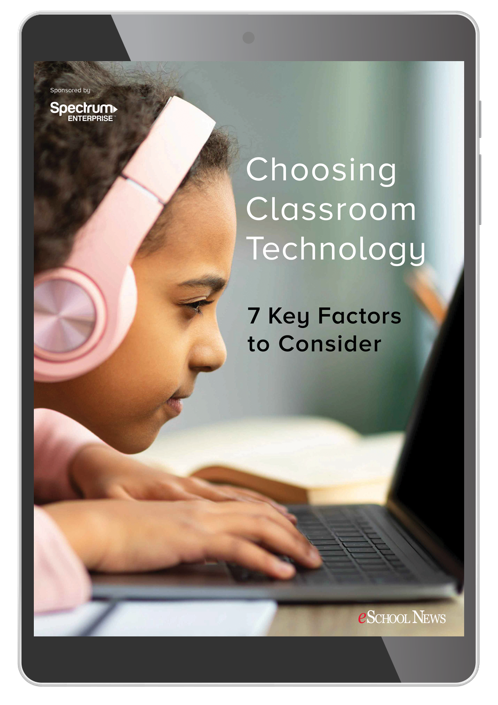 Sponsored by
Spectrum
ENTERPRISE
Choosing
Classroom
Technology
7 Key Factors
to Consider
eSCHOOL NEWS